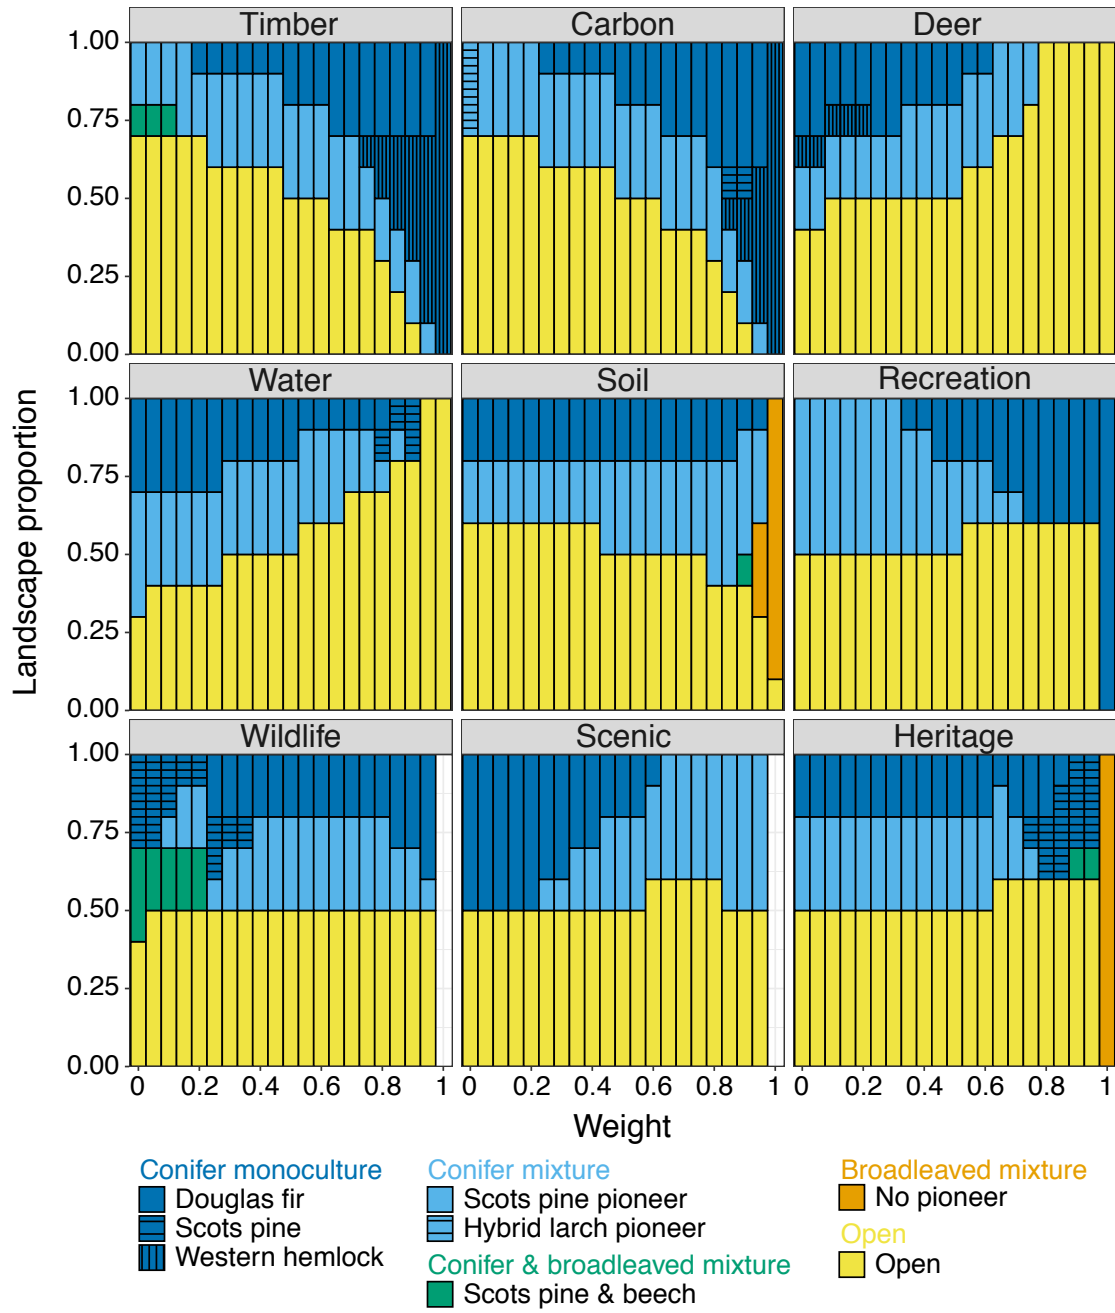 Timber Carbon Deer
1.00
0.75
0.50
0.25
0.00
Water Soil Recreation
1.00
0.75
0.50
0.25
0.00
Landscape proportion
Wildlife Scenic Heritage
1.00
0.75
0.50
0.25
0.00
0 0.2 0.4 0.6 0.8 1 0 0.2 0.4 0.6 0.8 1 0 0.2 0.4 0.6 0.8 1
Weight
Conifer monoculture
Douglas fir
Scots pine
Western hemlock
Conifer mixture
Scots pine pioneer
Hybrid larch pioneer
Conifer & broadleaved mixture
Scots pine & beech
Broadleaved mixture
No pioneer
Open
Open